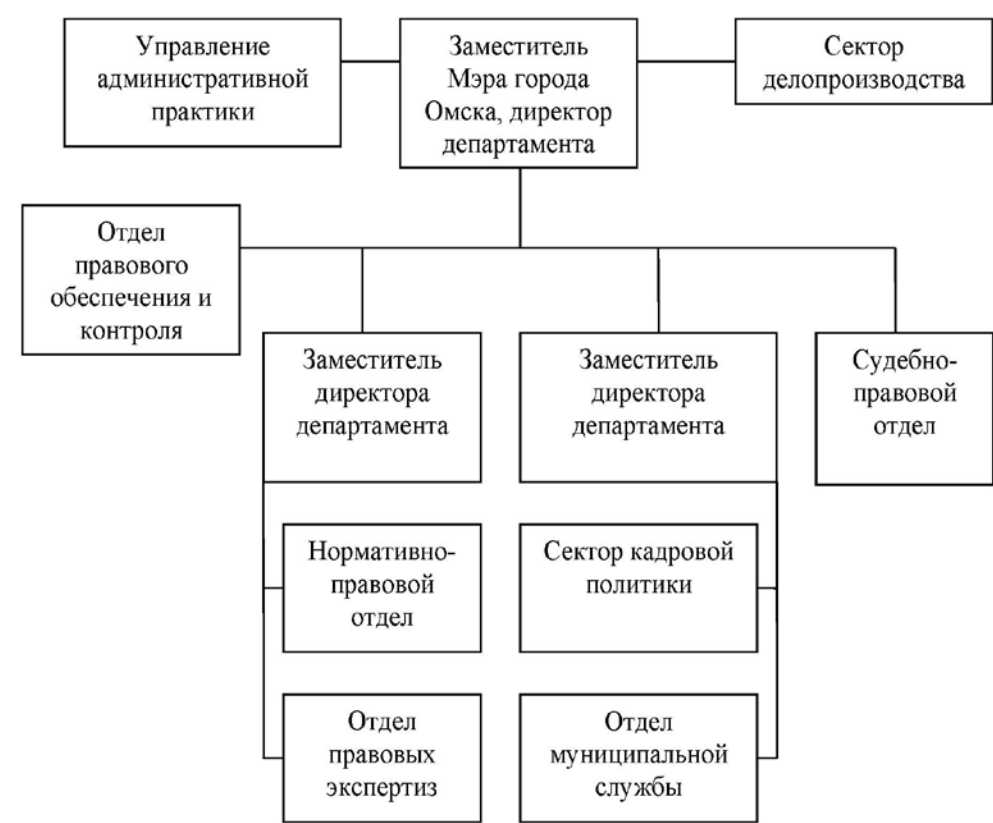 Управление
административной
практики
Заместитель
Мэра города
Омска, директор
департамента
Сектор
делопроизводства
Отдел
правового
обеспечения и
контроля
Заместитель
директора
департамента
Заместитель
директора
департамента
Судебно-
правовой
отдел
Нормативно-
правовой
отдел
Сектор кадровой
политики
Отдел
правовых
экспертиз
Отдел
муниципальной
службы